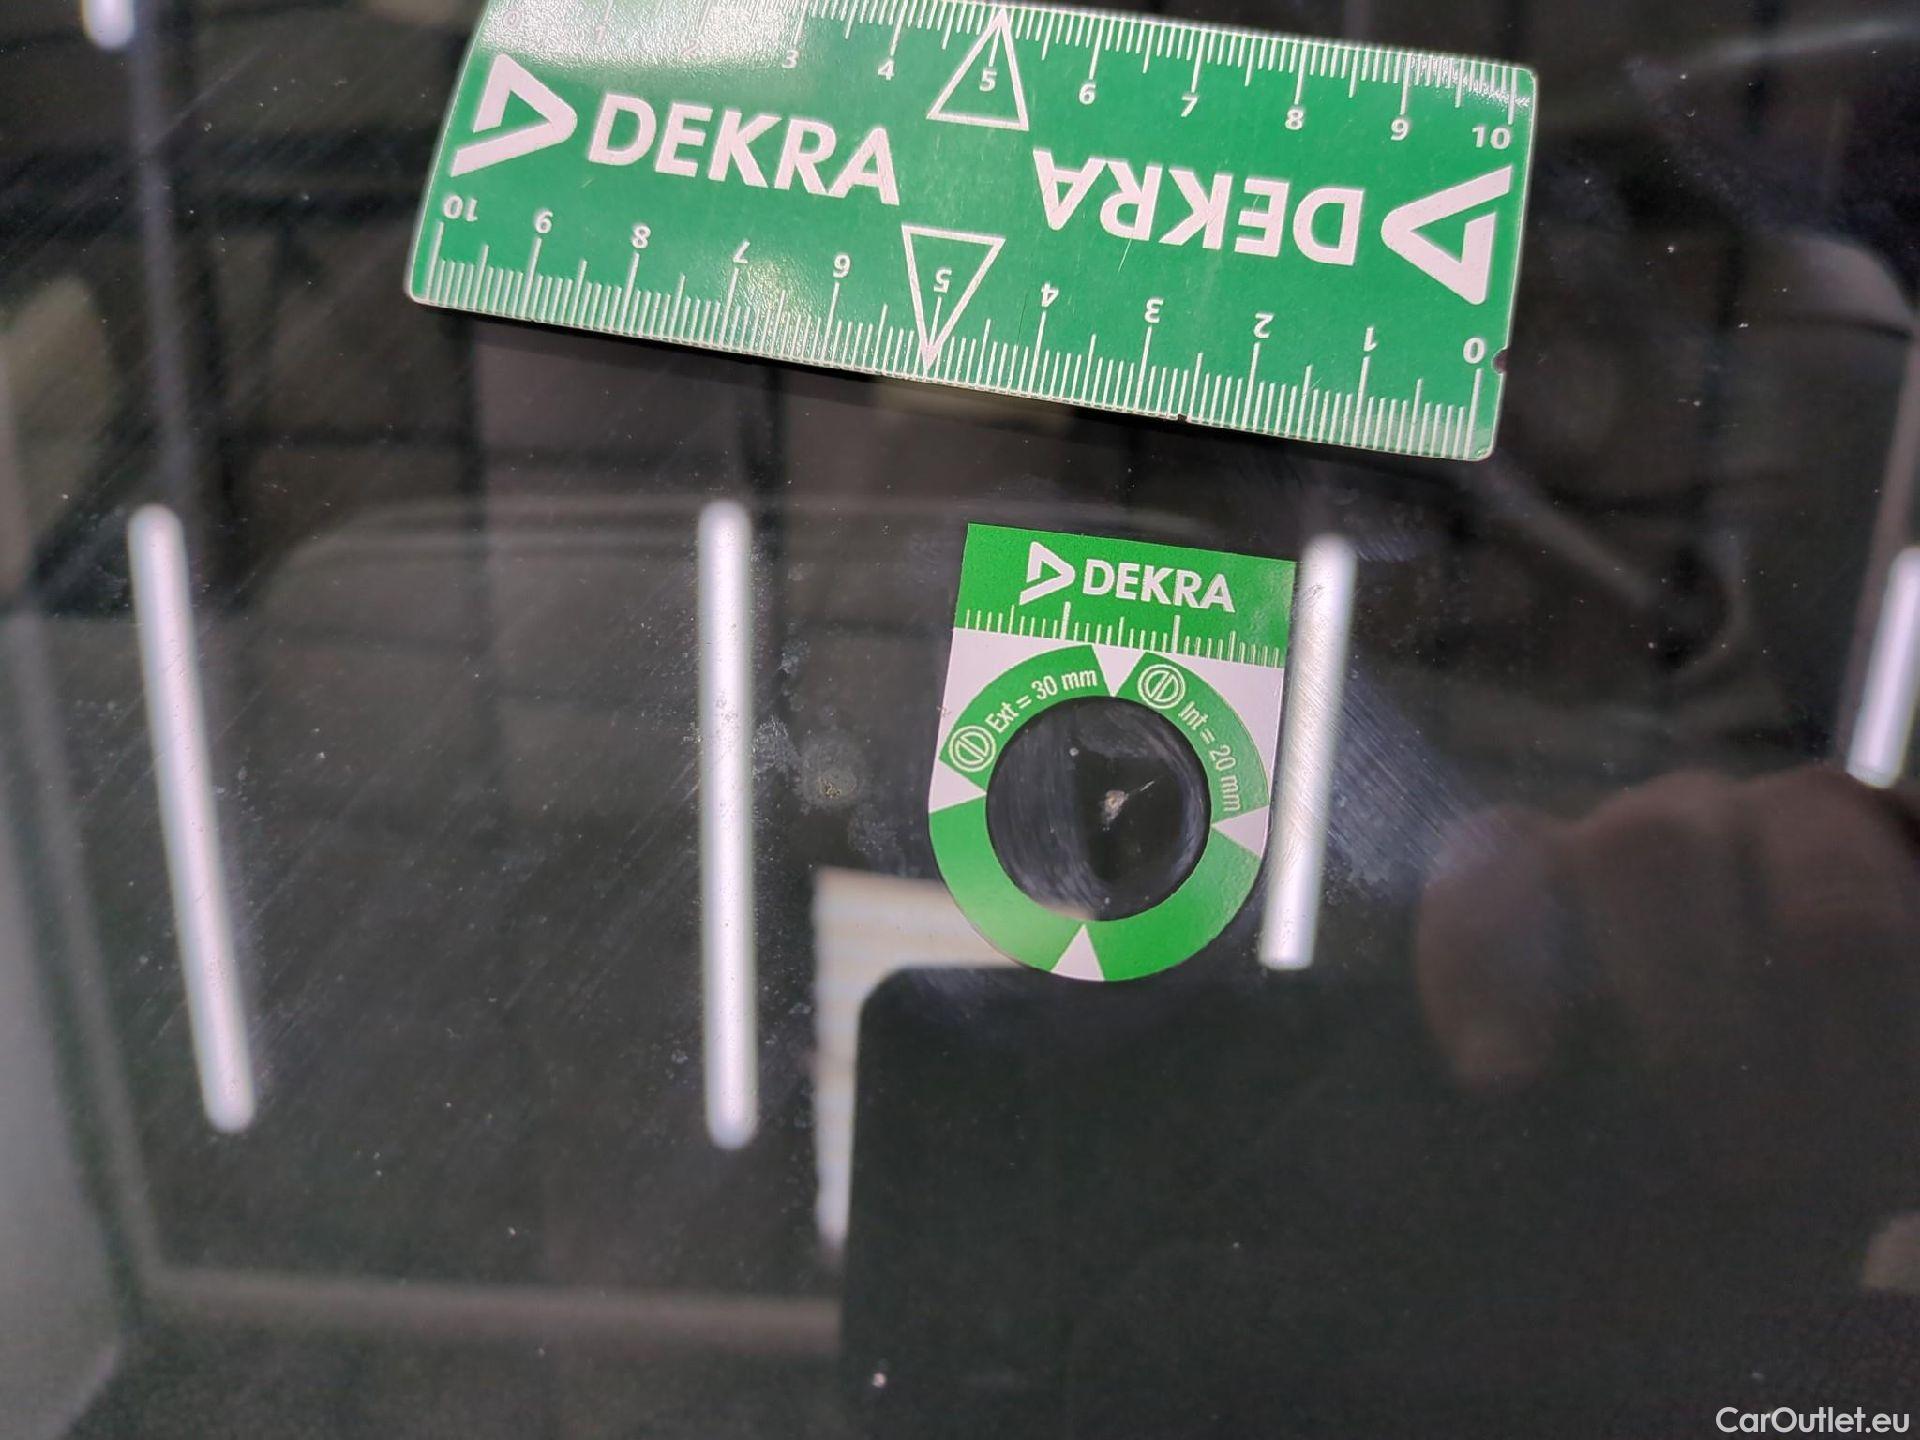 0 1 2 3 4 5 6 7 8 9 10
DEKRA
DEKRA
10 9 8 7 6 5 4 3 2 1 0
DEKRA
Ext = 30 mm
Int = 20 mm
CarOutlet.eu